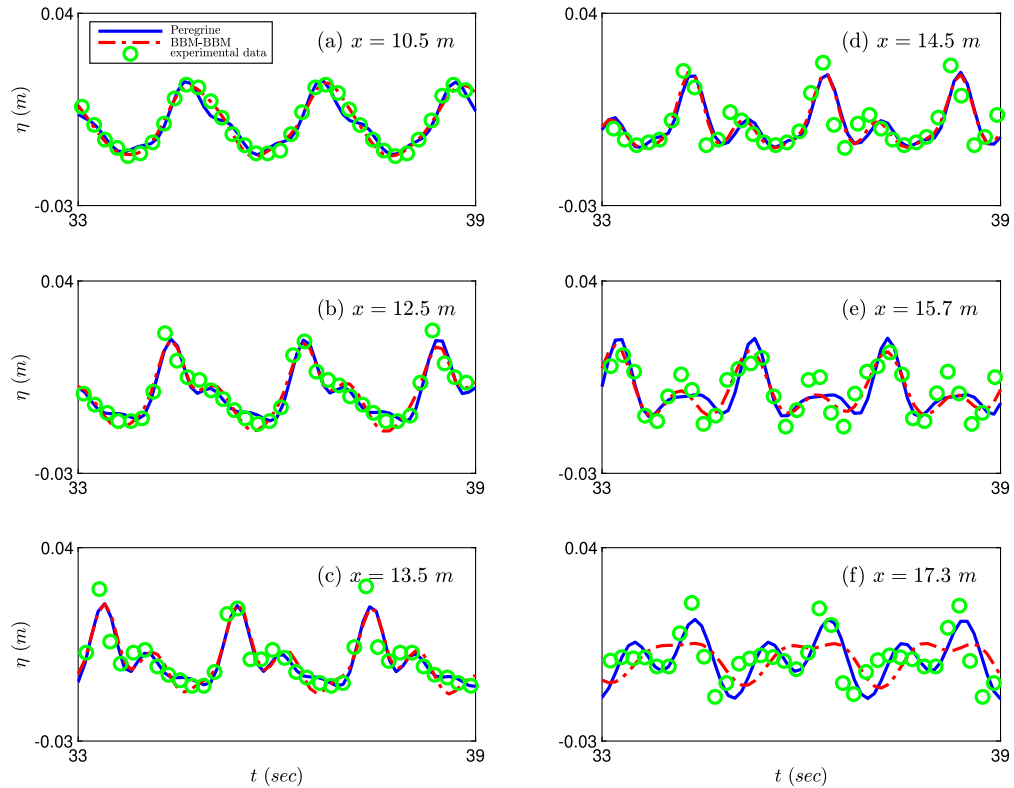 0.04
Peregrine
BBM-BBM
experimental data
(a) x = 10.5 m
η (m)
-0.03
33
39
0.04
(d) x = 14.5 m
-0.03
33
39
0.04
(b) x = 12.5 m
η (m)
-0.03
33
39
0.04
(e) x = 15.7 m
-0.03
33
39
0.04
(c) x = 13.5 m
η (m)
-0.03
33
39
t (sec)
0.04
(f) x = 17.3 m
-0.03
33
39
t (sec)